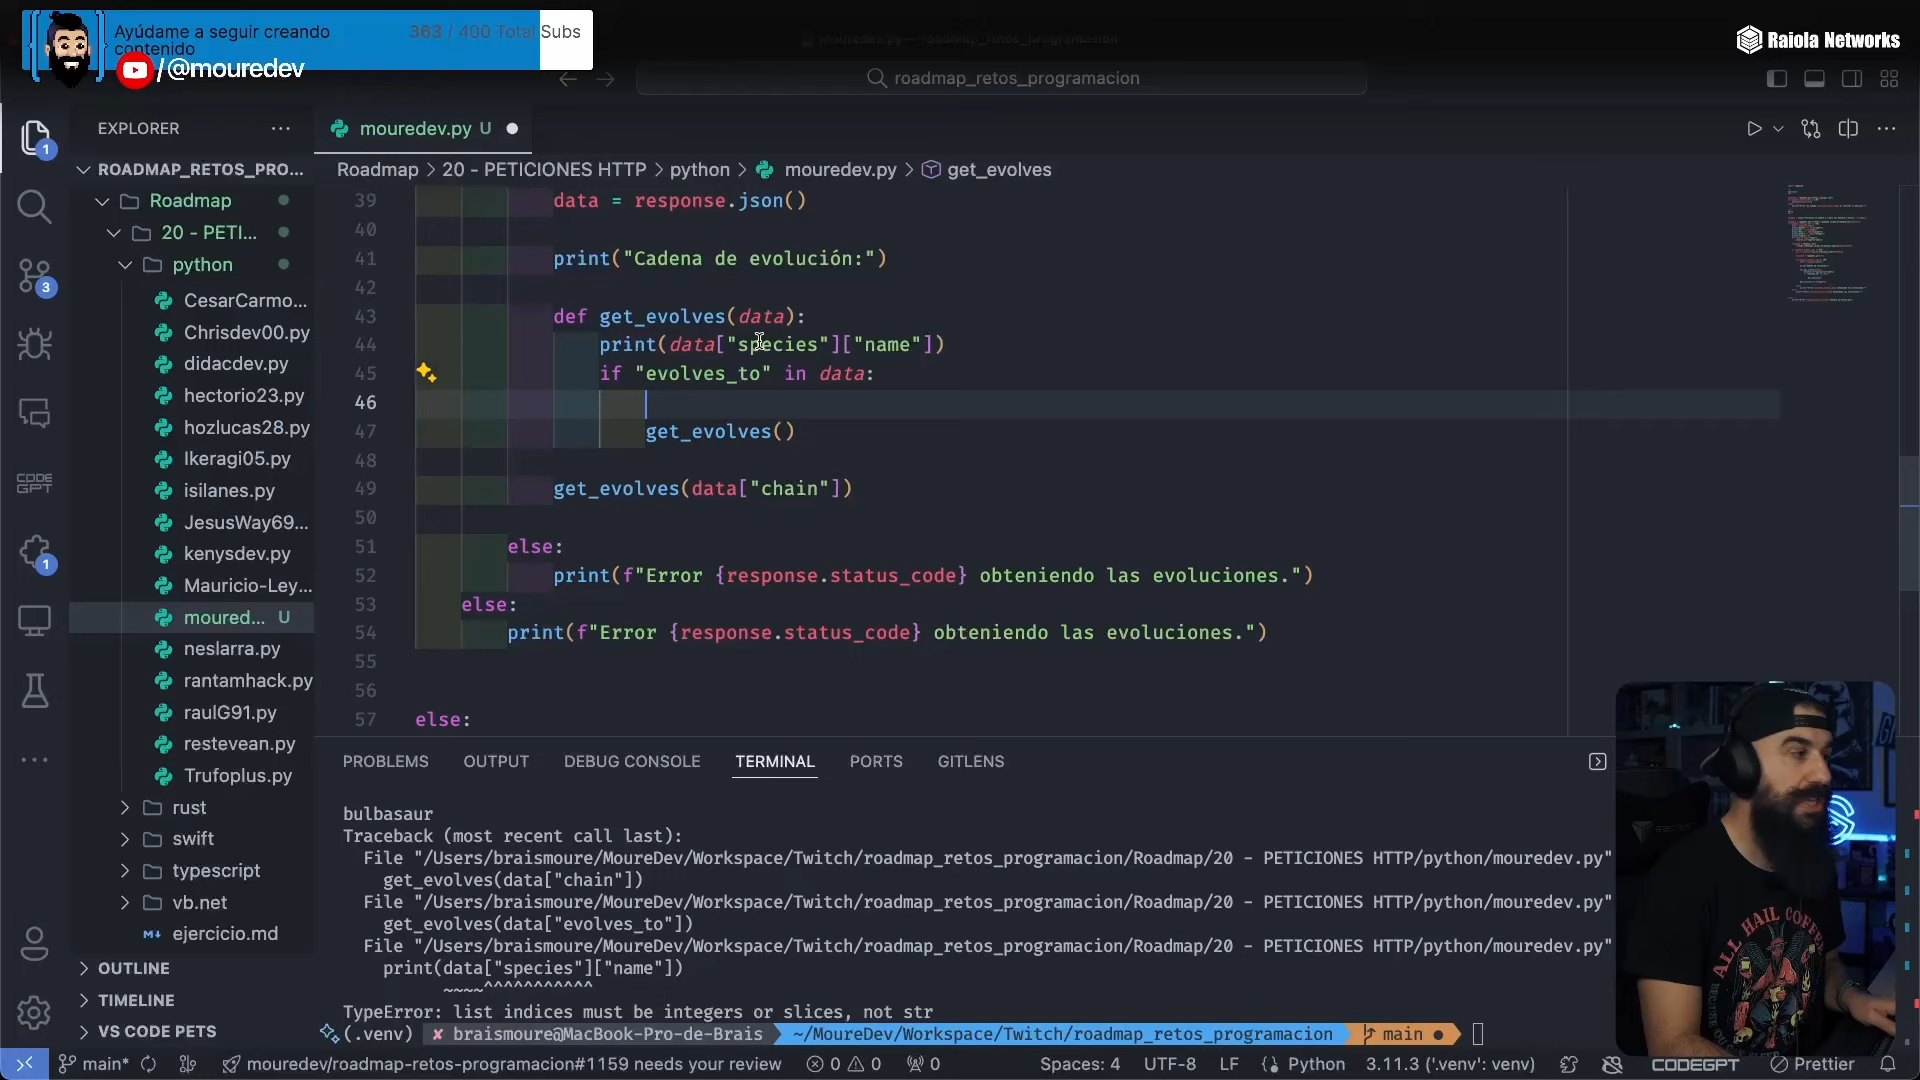 Ayúdame a seguir creando
contenido
363 / 400 Total Subs
/@mouredev
Raiola Networks
roadmap_retos_programacion
EXPLORER
mouredev.py U
ROADMAP_RETOS_PRO...
Roadmap > 20 - PETICIONES HTTP > python > mouredev.py > get_evolves
Roadmap
20 - PETI...
python
CesarCarmo...
Chrisdev00.py
didacdev.py
hectorio23.py
hozlucas28.py
Ikeragi05.py
isilanes.py
JesusWay69...
kenysdev.py
Mauricio-Ley...
moured... U
neslarra.py
rantamhack.py
raulG91.py
restevean.py
Trufoplus.py
rust
swift
typescript
vb.net
ejercicio.md
OUTLINE
TIMELINE
VS CODE PETS
1
3
CODE
GPT
1
39 data = response.json()
40
41 print("Cadena de evolución:")
42
43 def get_evolves(data):
44 print(data["species"]["name"])
45 if "evolves_to" in data:
46
47 get_evolves()
48
49 get_evolves(data["chain"])
50
51 else:
52 print(f"Error {response.status_code} obteniendo las evoluciones.")
53 else:
54 print(f"Error {response.status_code} obteniendo las evoluciones.")
55
56
57 else:
PROBLEMS OUTPUT DEBUG CONSOLE TERMINAL PORTS GITLENS
bulbasaur
Traceback (most recent call last):
File "/Users/braismoure/MoureDev/Workspace/Twitch/roadmap_retos_programacion/Roadmap/20 - PETICIONES HTTP/python/mouredev.py"
get_evolves(data["chain"])
File "/Users/braismoure/MoureDev/Workspace/Twitch/roadmap_retos_programacion/Roadmap/20 - PETICIONES HTTP/python/mouredev.py"
get_evolves(data["evolves_to"])
File "/Users/braismoure/MoureDev/Workspace/Twitch/roadmap_retos_programacion/Roadmap/20 - PETICIONES HTTP/python/mouredev.py"
print(data["species"]["name"])
~~~~^^^^^^^^^^^
TypeError: list indices must be integers or slices, not str
(.venv) ✘ braismoure@MacBook-Pro-de-Brais ~/MoureDev/Workspace/Twitch/roadmap_retos_programacion main ●
ALL HAIL COFFEE
main* mouredev/roadmap-retos-programacion#1159 needs your review 0 0 0 Spaces: 4 UTF-8 LF Python 3.11.3 ('.venv': venv) CODEGPT Prettier